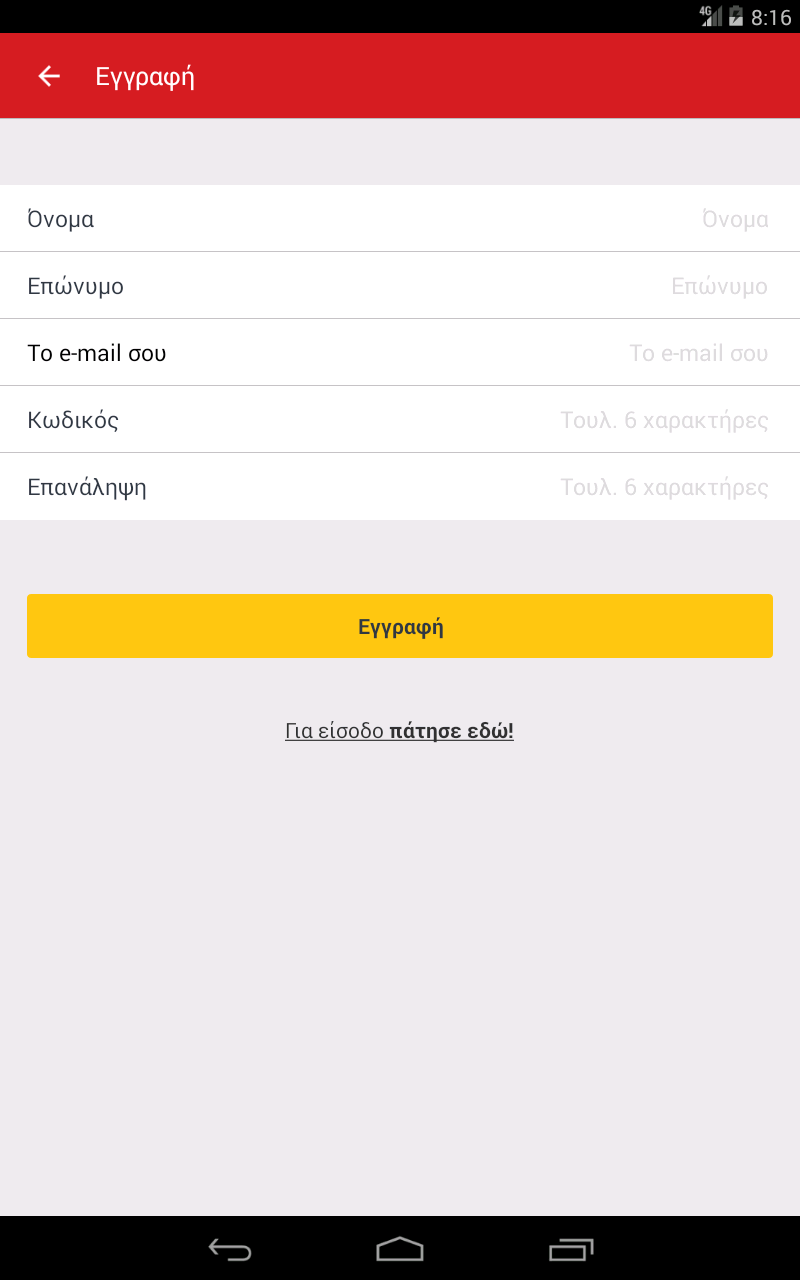 4G 8:16
Εγγραφή
Όνομα Όνομα
Επώνυμο Επώνυμο
Το e-mail σου Το e-mail σου
Κωδικός Τουλ. 6 χαρακτήρες
Επανάληψη Τουλ. 6 χαρακτήρες
Εγγραφή
Για είσοδο πάτησε εδώ!